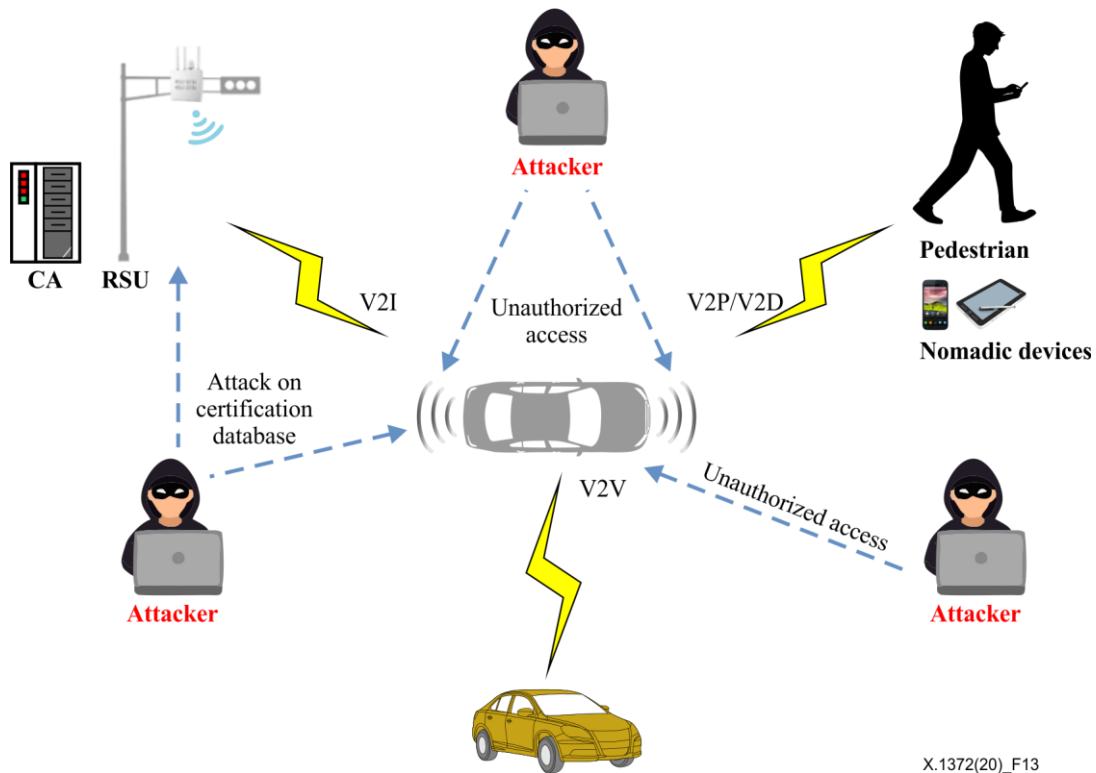 Attacker
CA
RSU
V2I
Unauthorized
access
V2P/V2D
Pedestrian
Nomadic devices
Attack on
certification
database
V2V
Unauthorized access
Attacker
Attacker
X.1372(20)_F13